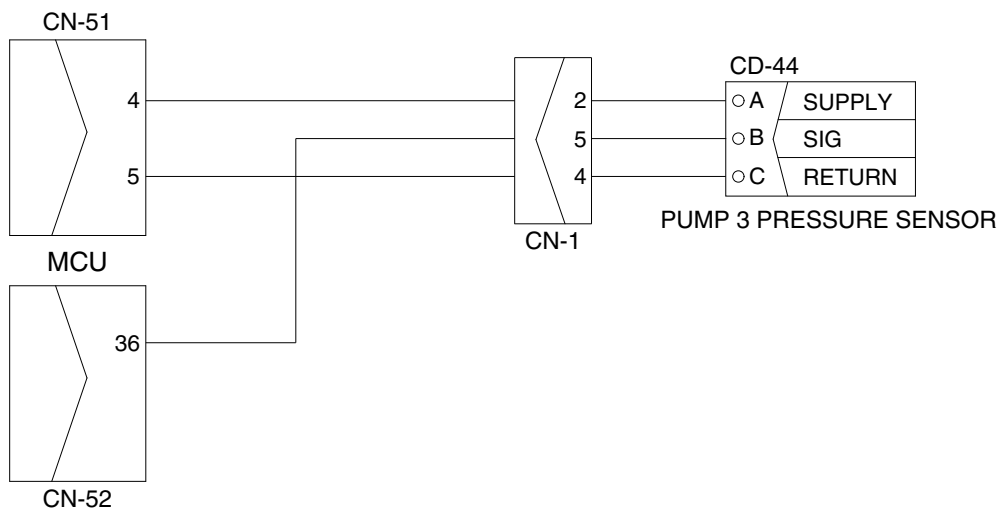 CN-51
CD-44
4
2
A
SUPPLY
5
B
SIG
5
4
C
RETURN
PUMP 3 PRESSURE SENSOR
CN-1
MCU
36
CN-52